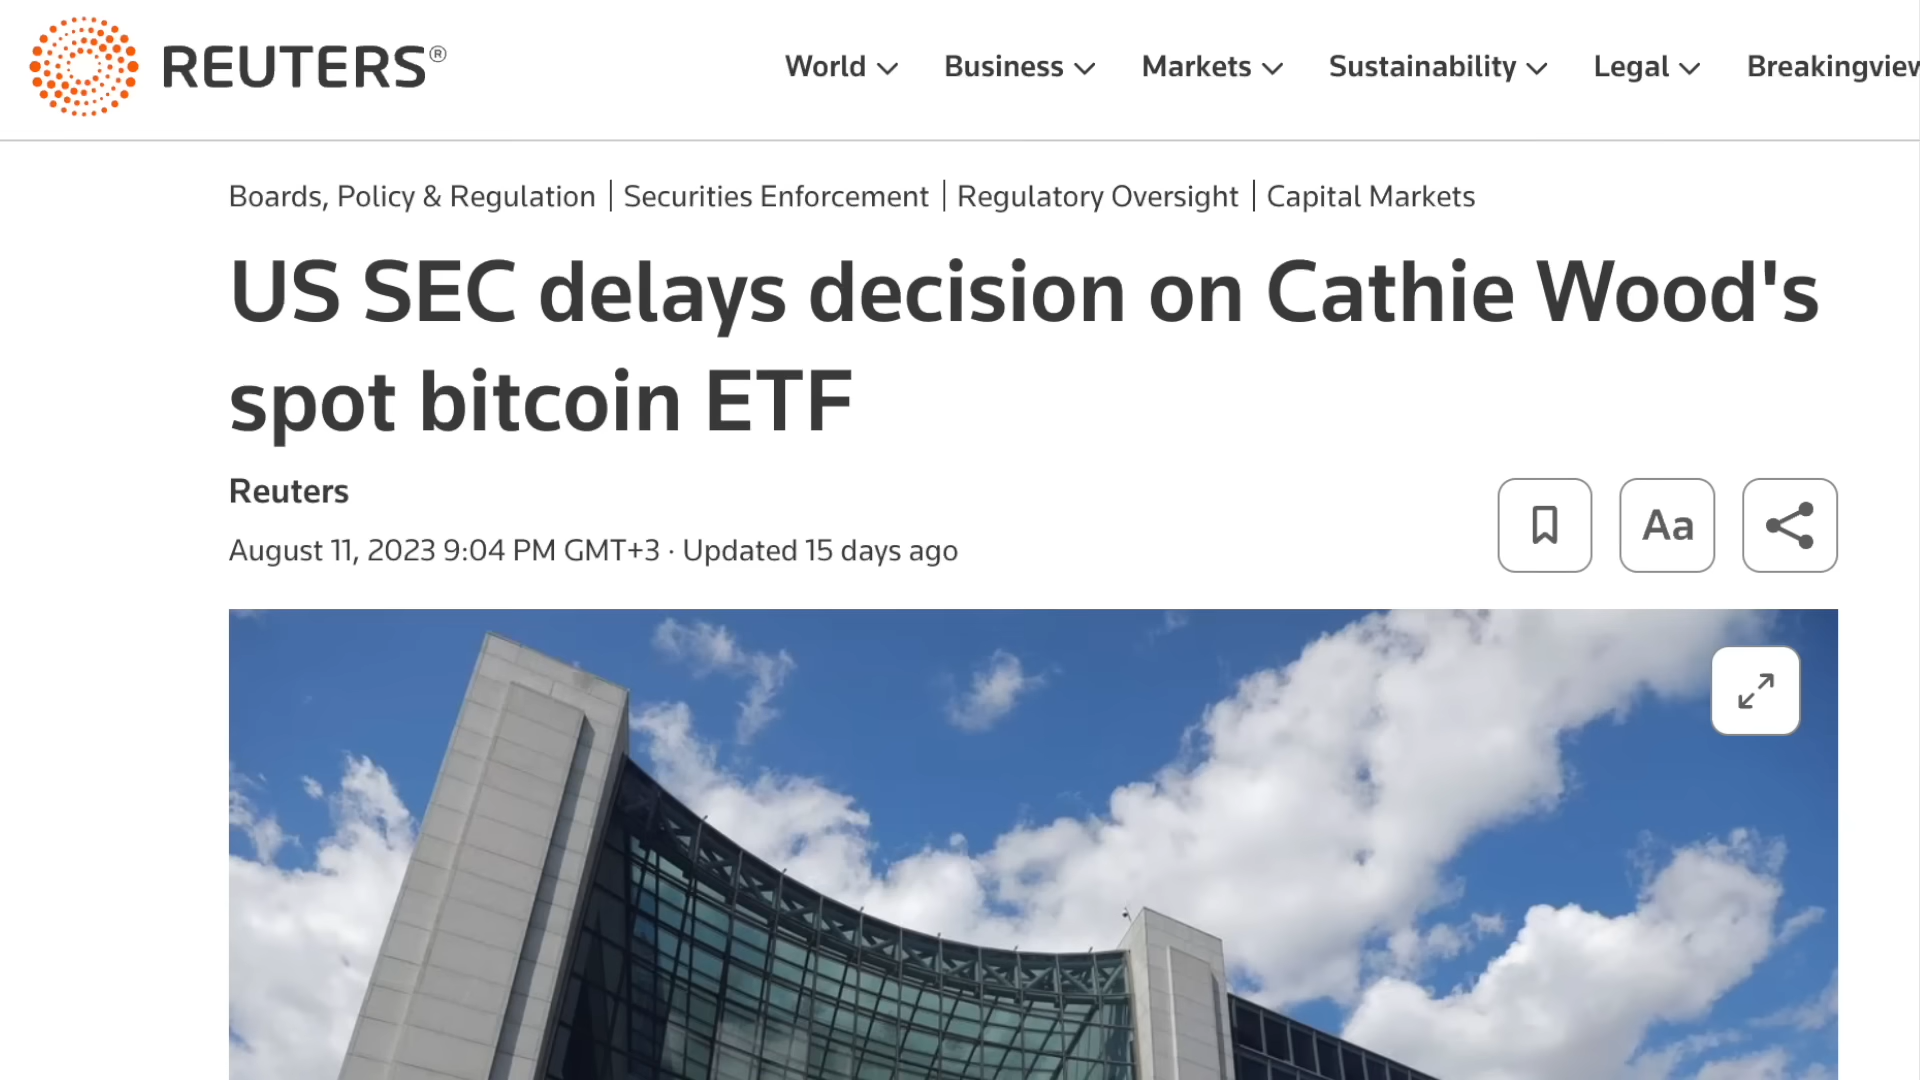 REUTERS®
World Business Markets Sustainability Legal Breakingview
Boards, Policy & Regulation | Securities Enforcement | Regulatory Oversight | Capital Markets
US SEC delays decision on Cathie Wood's
spot bitcoin ETF
Reuters
August 11, 2023 9:04 PM GMT+3 · Updated 15 days ago
Aa